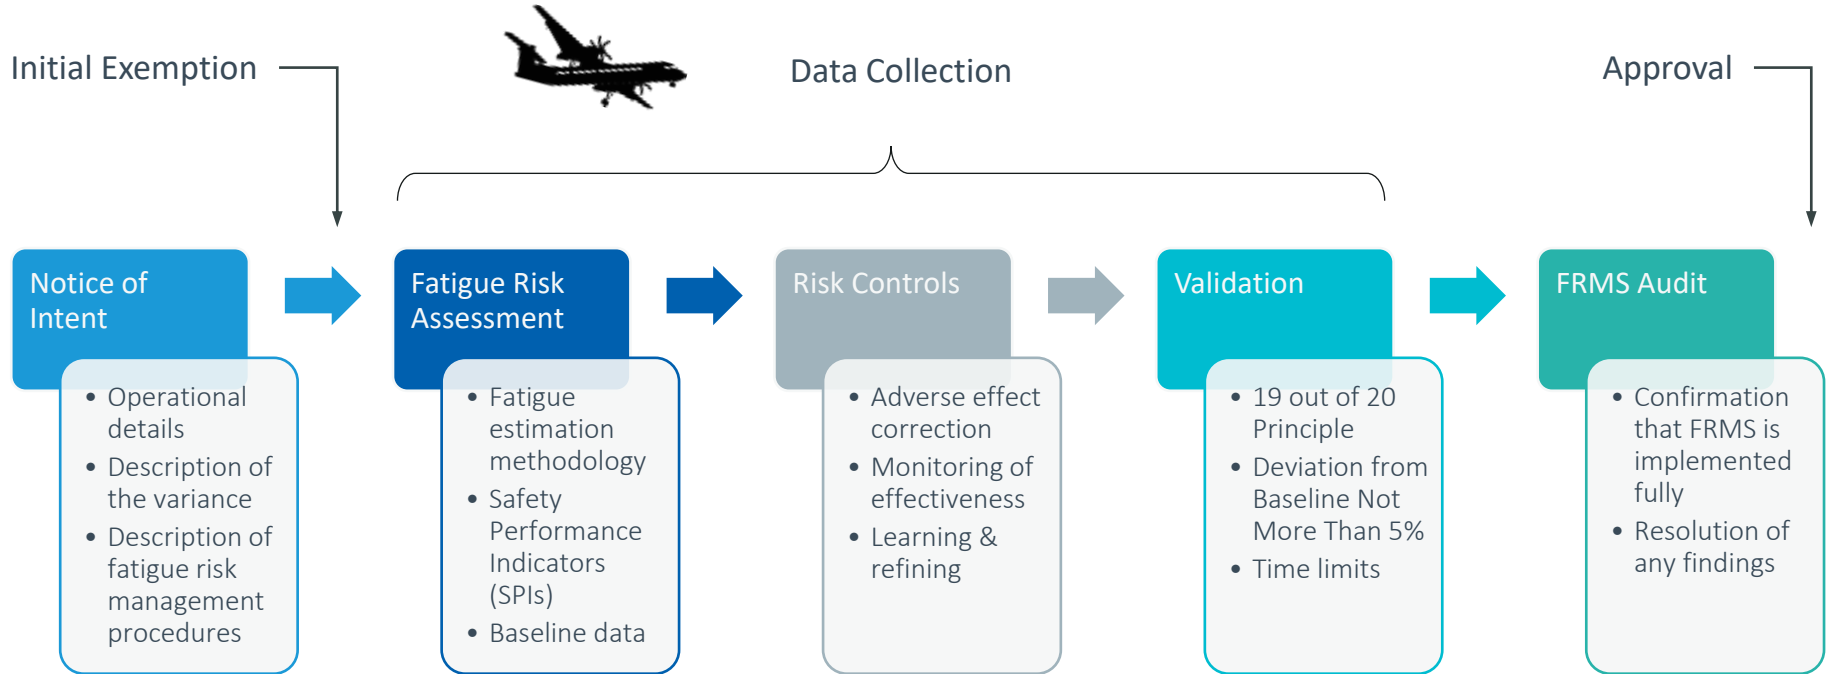 Initial Exemption
Data Collection
Approval
Notice of
Intent
• Operational
details
• Description of
the variance
• Description of
fatigue risk
management
procedures
Fatigue Risk
Assessment
• Fatigue
estimation
methodology
• Safety
Performance
Indicators
(SPIs)
• Baseline data
Risk Controls
• Adverse effect
correction
• Monitoring of
effectiveness
• Learning &
refining
Validation
• 19 out of 20
Principle
• Deviation from
Baseline Not
More Than 5%
• Time limits
FRMS Audit
• Confirmation
that FRMS is
implemented
fully
• Resolution of
any findings